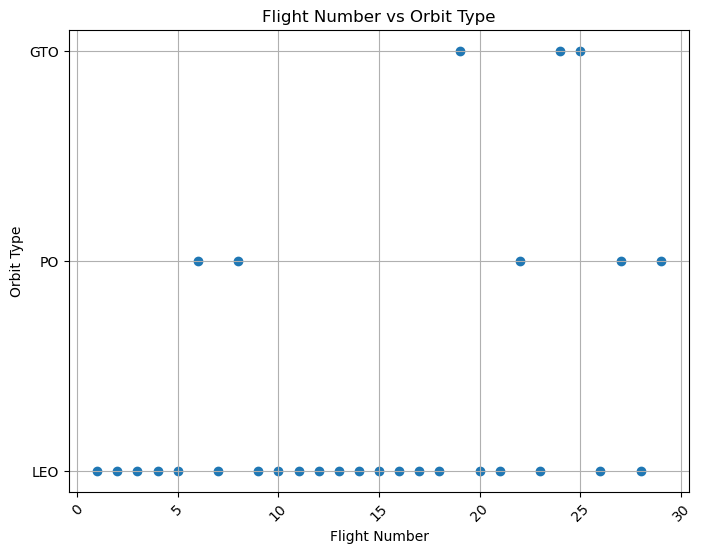 Flight Number vs Orbit Type
GTO
PO
LEO
Orbit Type
0 5 10 15 20 25 30
Flight Number